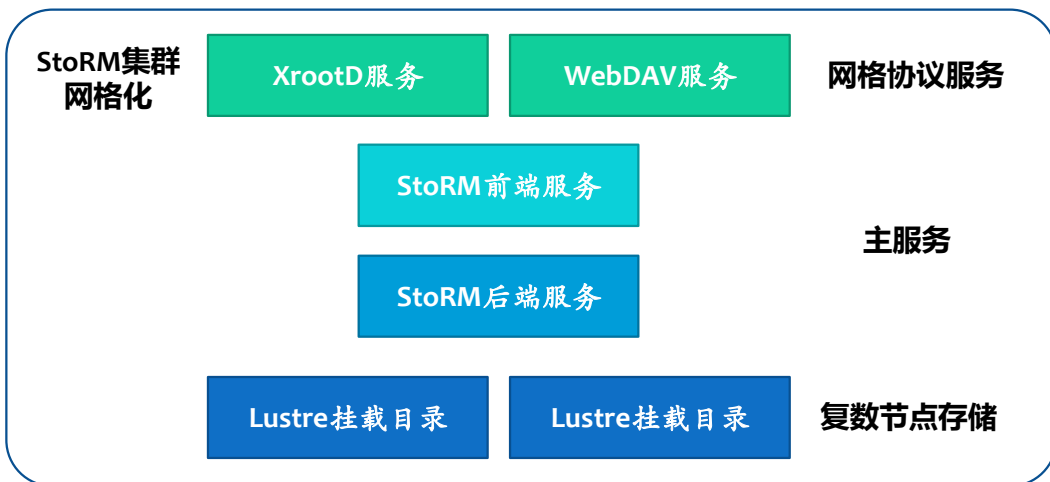 StoRM集群
网格化
XrootD服务
WebDAV服务
网格协议服务
StoRM前端服务
主服务
StoRM后端服务
Lustre挂载目录
Lustre挂载目录
复数节点存储